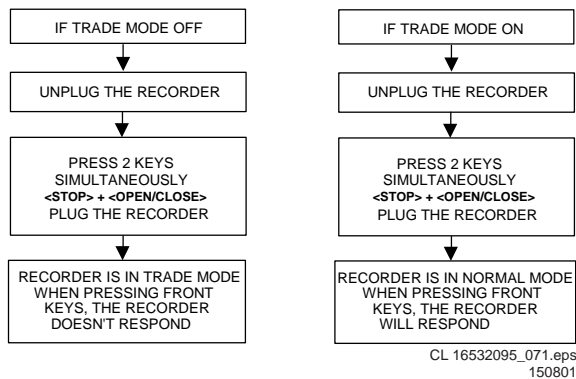 IF TRADE MODE OFF
UNPLUG THE RECORDER
PRESS 2 KEYS
SIMULTANEOUSLY
<STOP> + <OPEN/CLOSE>
PLUG THE RECORDER
RECORDER IS IN TRADE MODE
WHEN PRESSING FRONT
KEYS, THE RECORDER
DOESN'T RESPOND
IF TRADE MODE ON
UNPLUG THE RECORDER
PRESS 2 KEYS
SIMULTANEOUSLY
<STOP> + <OPEN/CLOSE>
PLUG THE RECORDER
RECORDER IS IN NORMAL MODE
WHEN PRESSING FRONT
KEYS, THE RECORDER
WILL RESPOND
CL 16532095_071.eps
150801